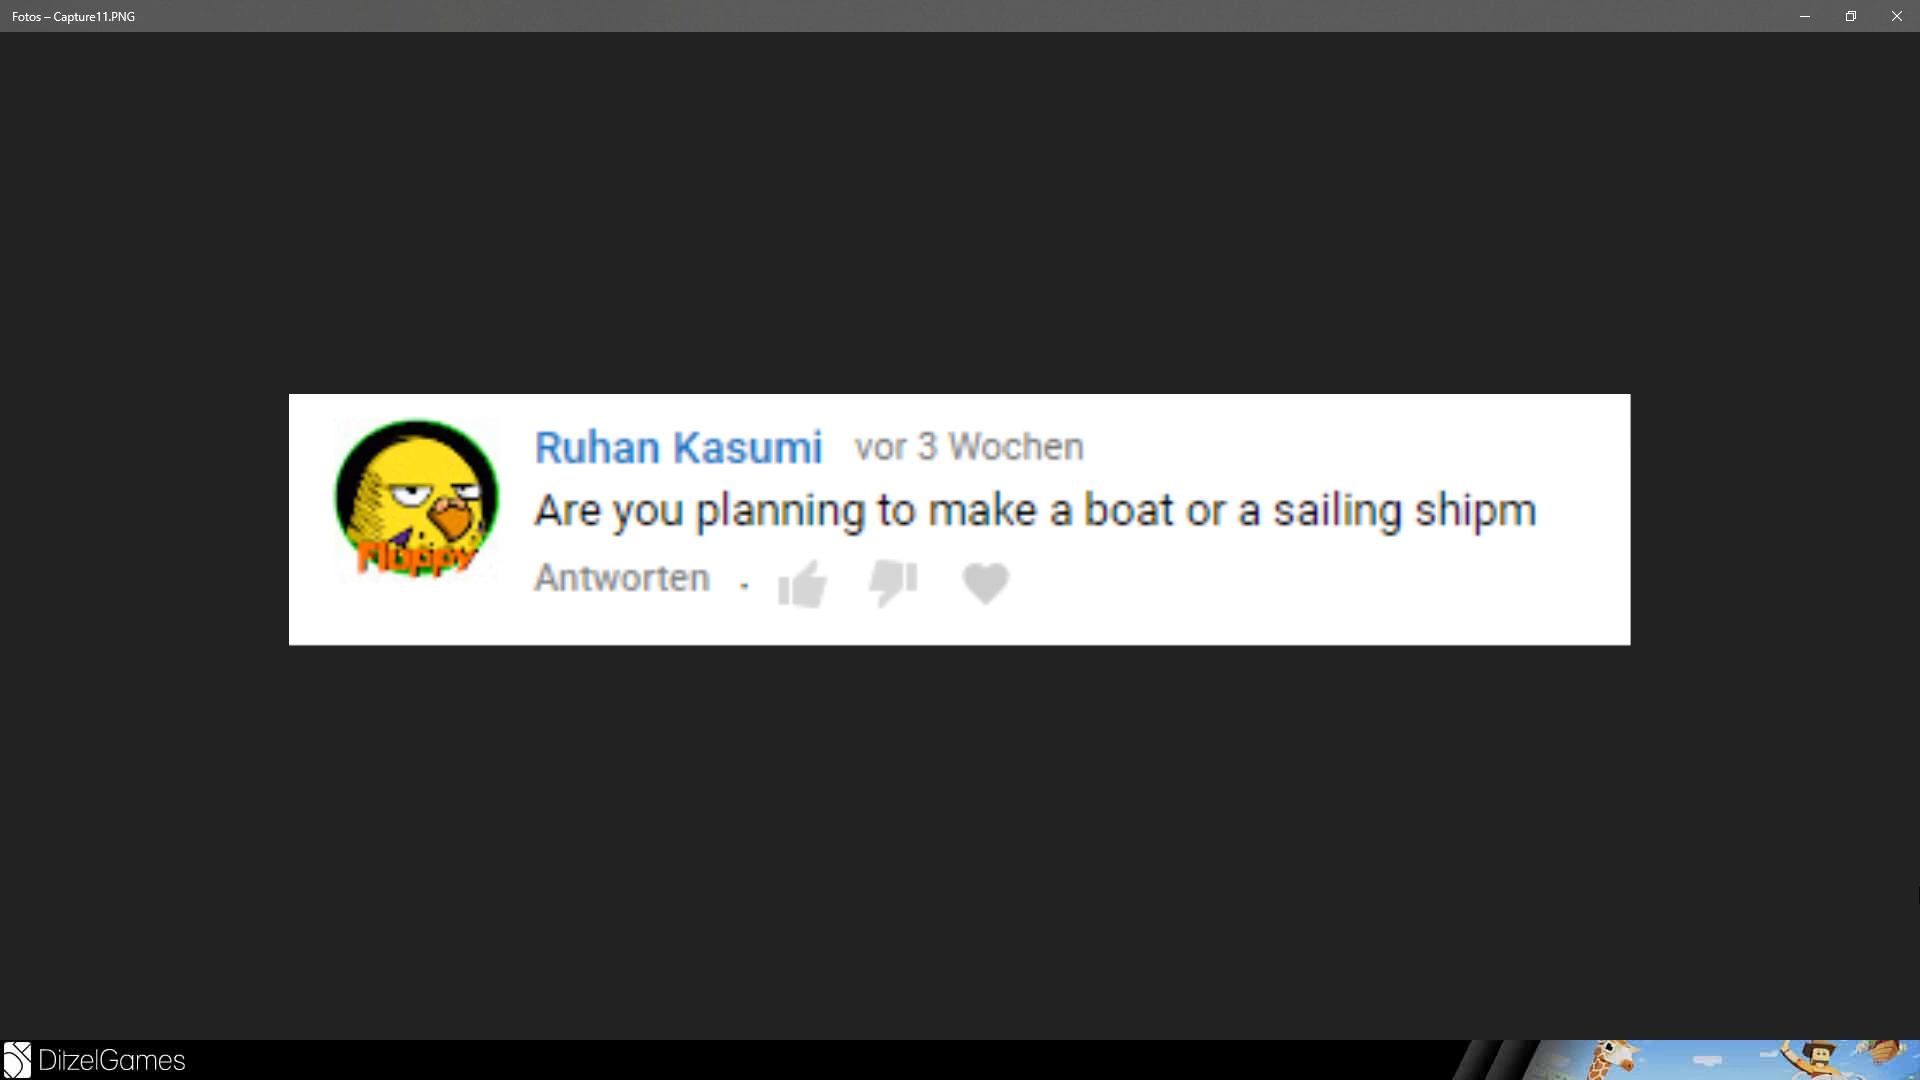 Fotos – Capture11.PNG
Ruhan Kasumi vor 3 Wochen
Are you planning to make a boat or a sailing shipm
Fluppy
Antworten
DitzelGames